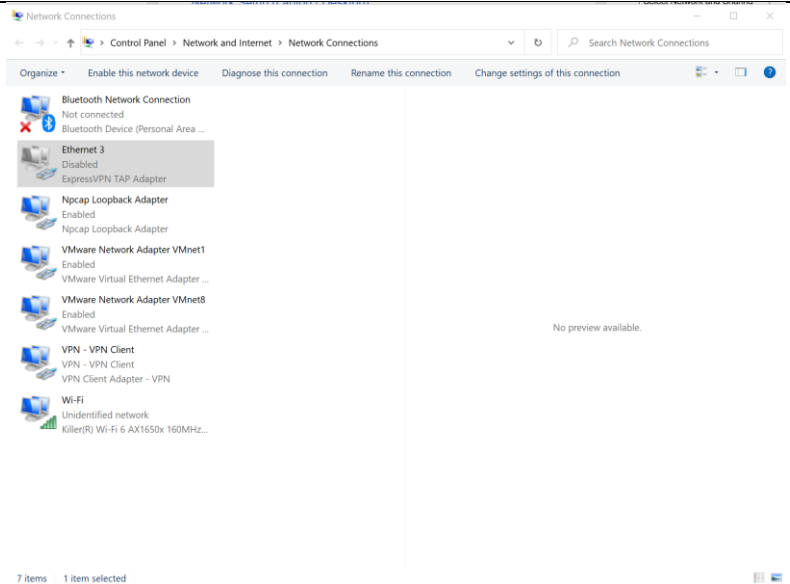 Network Connections
Control Panel > Network and Internet > Network Connections
Search Network Connections
Organize Enable this network device Diagnose this connection Rename this connection Change settings of this connection
Bluetooth Network Connection
Not connected
Bluetooth Device (Personal Area ...
Ethernet 3
Disabled
ExpressVPN TAP Adapter
Npcap Loopback Adapter
Enabled
Npcap Loopback Adapter
VMware Network Adapter VMnet1
Enabled
VMware Virtual Ethernet Adapter ...
VMware Network Adapter VMnet8
Enabled
VMware Virtual Ethernet Adapter ...
VPN - VPN Client
VPN - VPN Client
VPN Client Adapter - VPN
Wi-Fi
Unidentified network
Killer(R) Wi-Fi 6 AX1650x 160MHz...
No preview available.
7 items 1 item selected